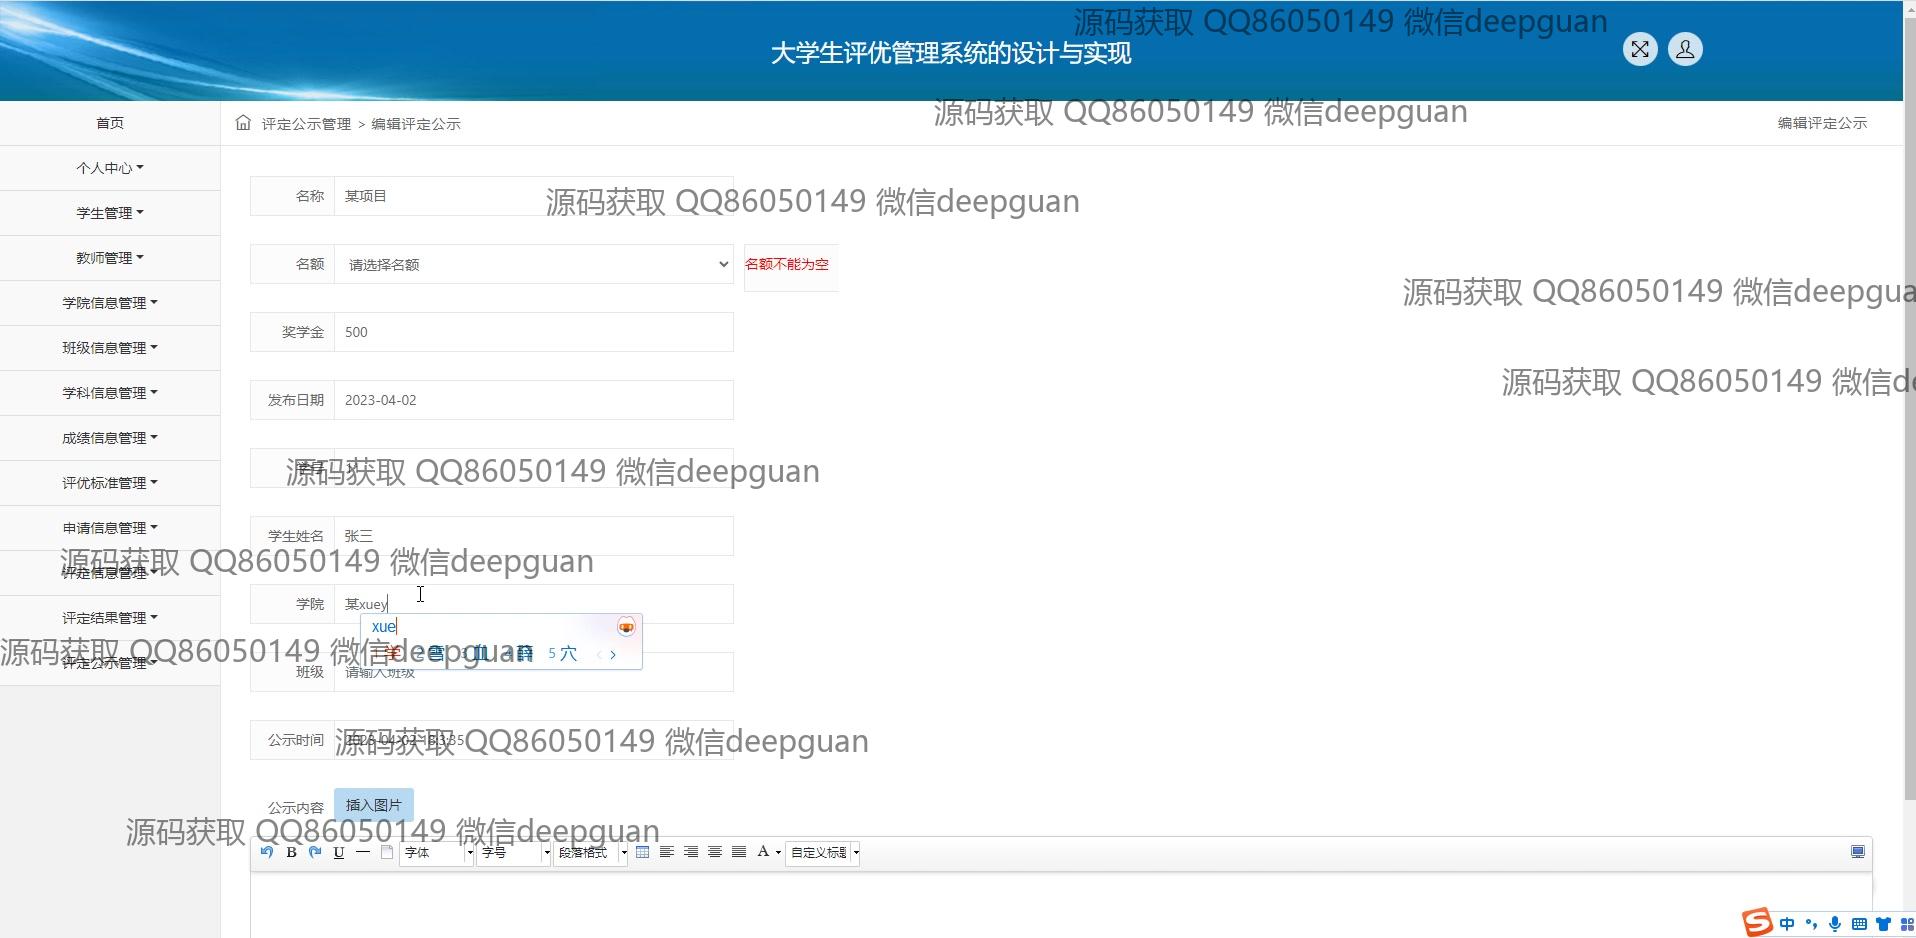 源码获取 QQ86050149 微信deepguan
大学生评优管理系统的设计与实现
源码获取 QQ86050149 微信deepguan
首页
评定公示管理 > 编辑评定公示
编辑评定公示
个人中心
学生管理
教师管理
学院信息管理
班级信息管理
学科信息管理
成绩信息管理
评优标准管理
申请信息管理
评定信息管理
评定结果管理
评定公示管理
名称 某项目
源码获取 QQ86050149 微信deepguan
名额 请选择名额 名额不能为空
源码获取 QQ86050149 微信deepgua
奖学金 500
源码获取 QQ86050149 微信d
发布日期 2023-04-02
源码获取 QQ86050149 微信deepguan
学生姓名 张三
源码获取 QQ86050149 微信deepguan
学院 某xuey
xue
1 学 2 雪 3 血 4 薛 5 穴
源码获取 QQ86050149 微信deepguan
班级 请输入班级
公示时间
源码获取 QQ86050149 微信deepguan
公示内容 插入图片
源码获取 QQ86050149 微信deepguan
B U 字体 字号 段落格式 A 自定义标题
S 中